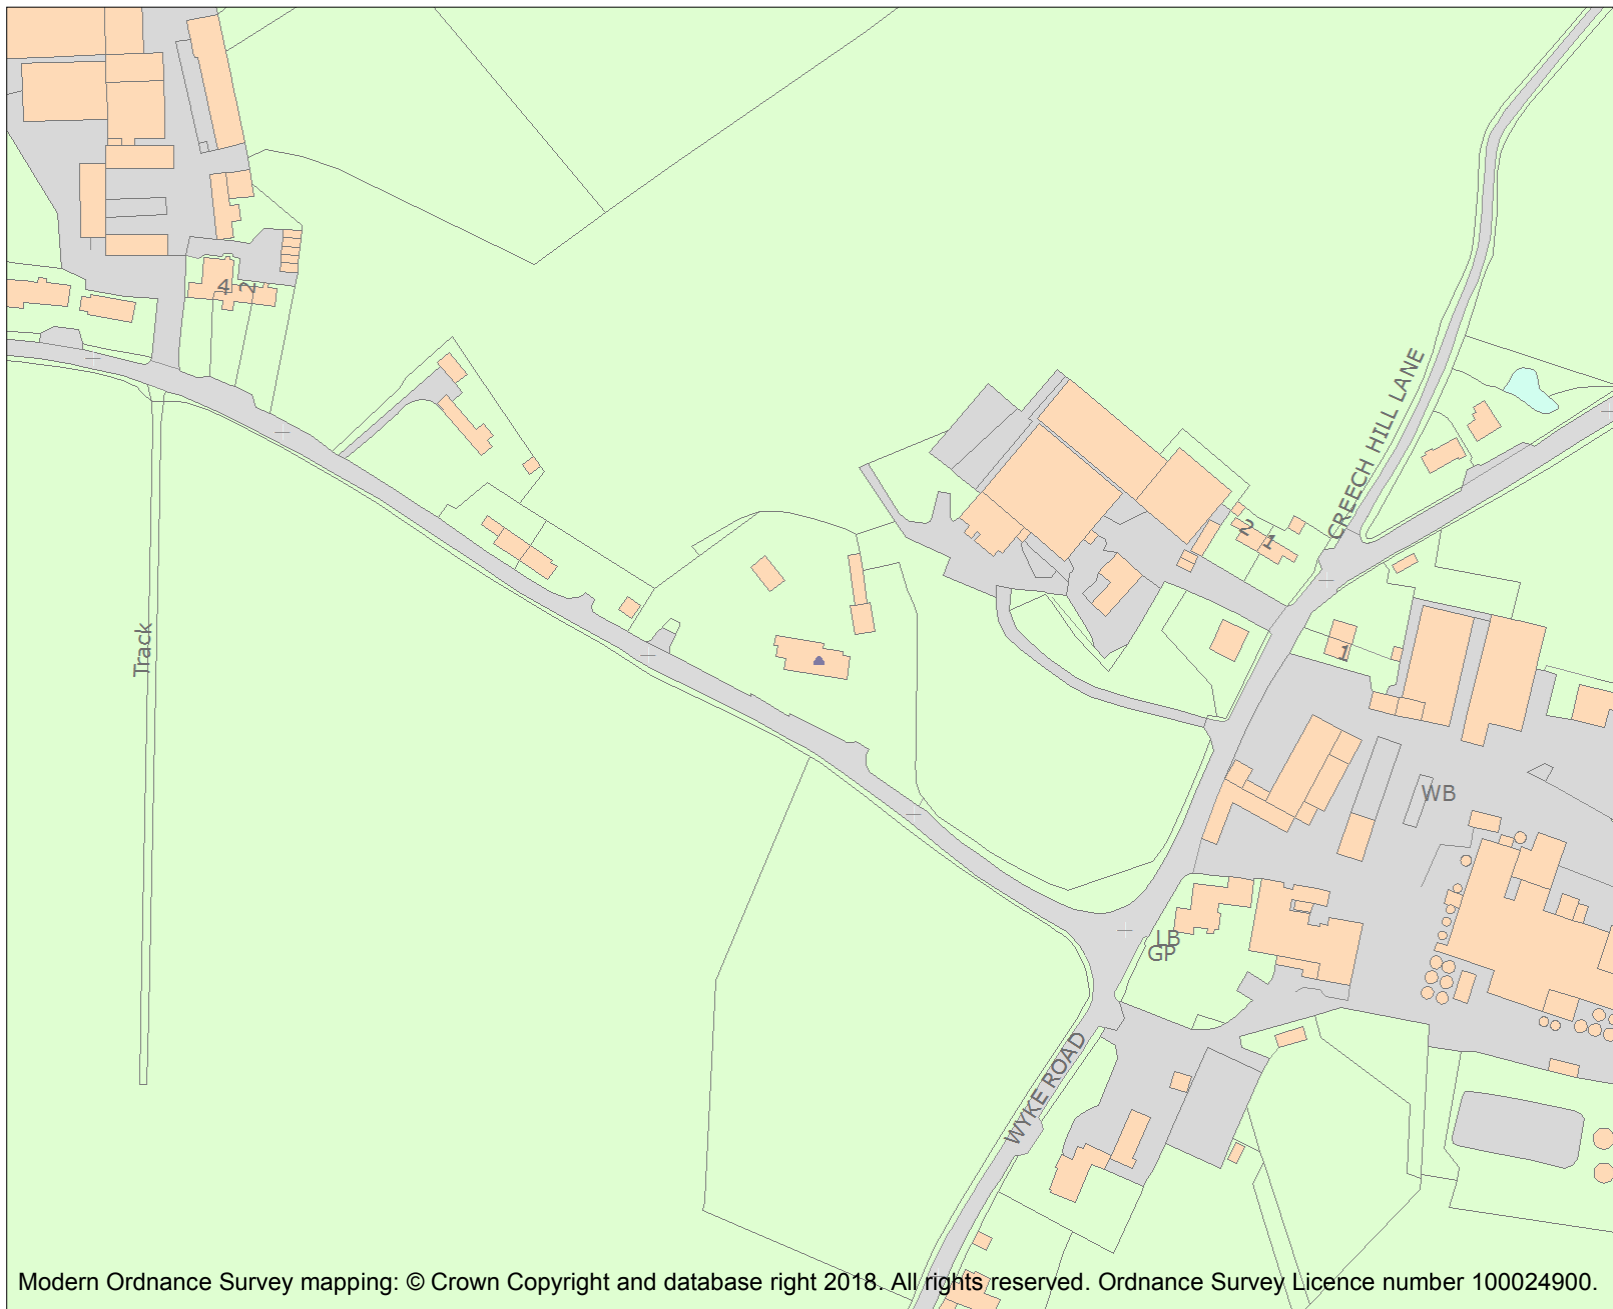 4
2
CREECH HILL LANE
2
1
Track
1
WB
LB
GP
WYKE ROAD
Modern Ordnance Survey mapping: © Crown Copyright and database right 2018. All rights reserved. Ordnance Survey Licence number 100024900.